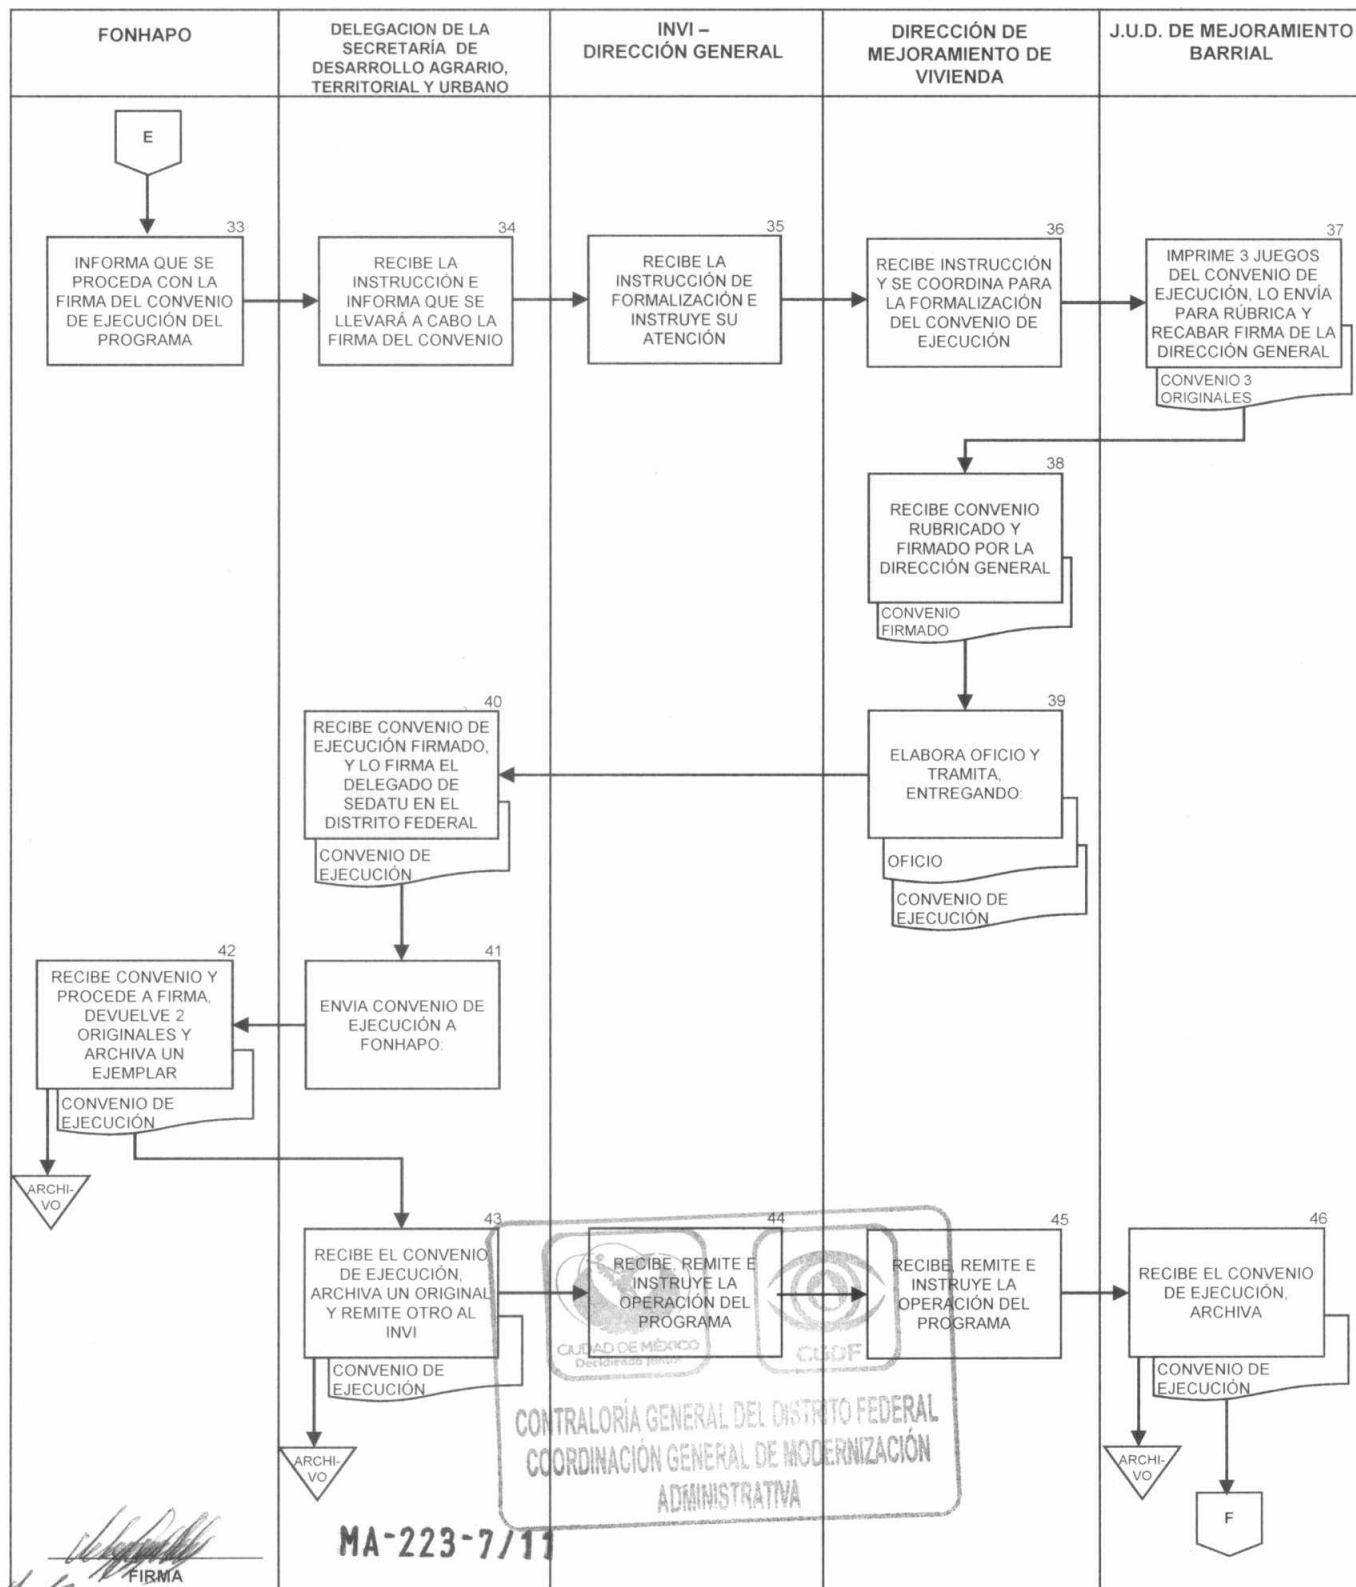 FONHAPO
DELEGACION DE LA
SECRETARÍA DE
DESARROLLO AGRARIO,
TERRITORIAL Y URBANO
INVI –
DIRECCIÓN GENERAL
DIRECCIÓN DE
MEJORAMIENTO DE
VIVIENDA
J.U.D. DE MEJORAMIENTO
BARRIAL
E
33
INFORMA QUE SE
PROCEDA CON LA
FIRMA DEL CONVENIO
DE EJECUCIÓN DEL
PROGRAMA
34
RECIBE LA
INSTRUCCIÓN E
INFORMA QUE SE
LLEVARÁ A CABO LA
FIRMA DEL CONVENIO
35
RECIBE LA
INSTRUCCIÓN DE
FORMALIZACIÓN E
INSTRUYE SU
ATENCIÓN
36
RECIBE INSTRUCCIÓN
Y SE COORDINA PARA
LA FORMALIZACIÓN
DEL CONVENIO DE
EJECUCIÓN
37
IMPRIME 3 JUEGOS
DEL CONVENIO DE
EJECUCIÓN, LO ENVÍA
PARA RÚBRICA Y
RECABAR FIRMA DE LA
DIRECCIÓN GENERAL
CONVENIO 3
ORIGINALES
38
RECIBE CONVENIO
RUBRICADO Y
FIRMADO POR LA
DIRECCIÓN GENERAL
CONVENIO
FIRMADO
39
ELABORA OFICIO Y
TRAMITA,
ENTREGANDO:
OFICIO
CONVENIO DE
EJECUCIÓN
40
RECIBE CONVENIO DE
EJECUCIÓN FIRMADO,
Y LO FIRMA EL
DELEGADO DE
SEDATU EN EL
DISTRITO FEDERAL
CONVENIO DE
EJECUCIÓN
41
ENVIA CONVENIO DE
EJECUCIÓN A
FONHAPO:
42
RECIBE CONVENIO Y
PROCEDE A FIRMA,
DEVUELVE 2
ORIGINALES Y
ARCHIVA UN
EJEMPLAR
CONVENIO DE
EJECUCIÓN
ARCHI-
VO
43
RECIBE EL CONVENIO
DE EJECUCIÓN,
ARCHIVA UN ORIGINAL
Y REMITE OTRO AL
INVI
CONVENIO DE
EJECUCIÓN
ARCHI-
VO
44
RECIBE, REMITE E
INSTRUYE LA
OPERACIÓN DEL
PROGRAMA
45
RECIBE, REMITE E
INSTRUYE LA
OPERACIÓN DEL
PROGRAMA
46
RECIBE EL CONVENIO
DE EJECUCIÓN,
ARCHIVA
CONVENIO DE
EJECUCIÓN
ARCHI-
VO
F
CIUDAD DE MÉXICO
Decidiendo Juntos
CGDF
CONTRALORÍA GENERAL DEL DISTRITO FEDERAL
COORDINACIÓN GENERAL DE MODERNIZACIÓN
ADMINISTRATIVA
MA-223-7/11
FIRMA